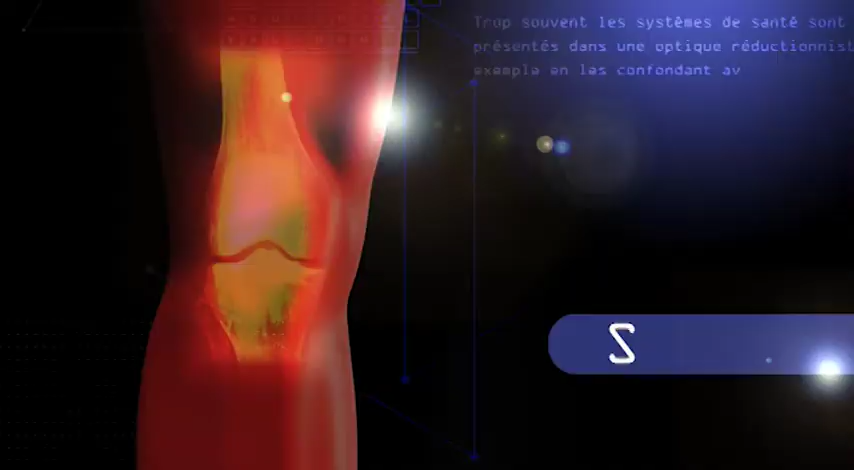 Trop souvent les systèmes de santé sont
présentés dans une optique réductionnist
exemple en les confondant av
S